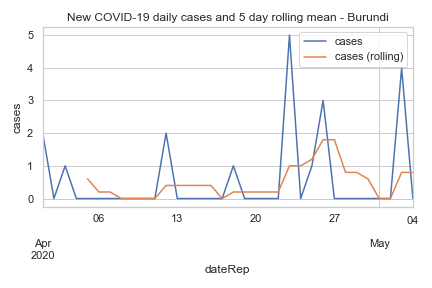 New COVID-19 daily cases and 5 day rolling mean - Burundi
cases
cases (rolling)
5
4
3
2
1
0
cases
06 13 20 27 04
Apr May
2020
dateRep